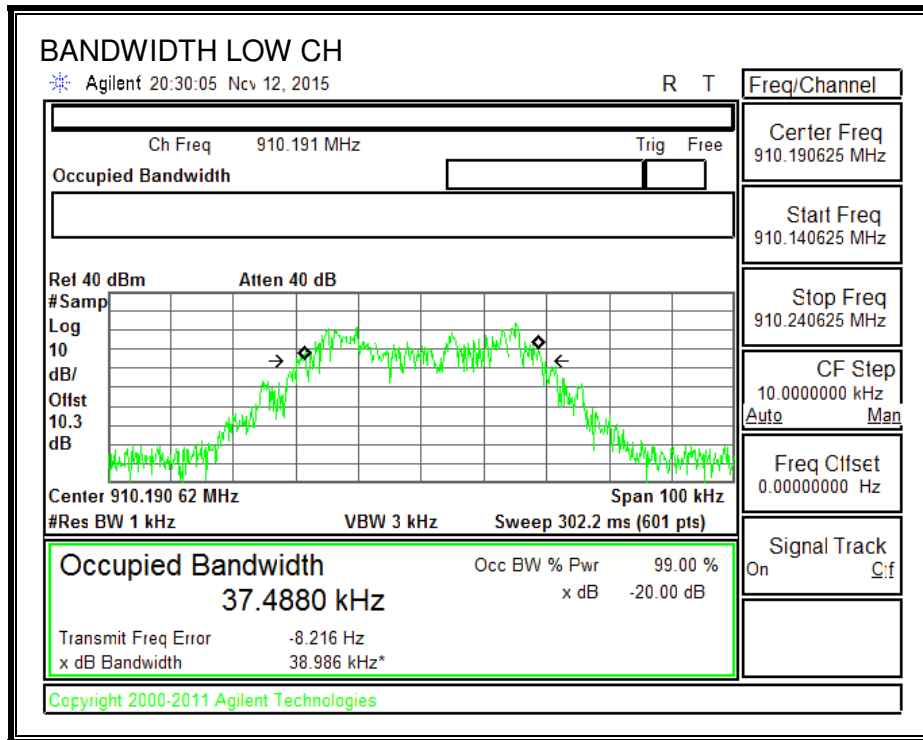 BANDWIDTH LOW CH
Agilent 20:30:05 Nov 12, 2015 R T
Freq/Channel
Ch Freq 910.191 MHz Trig Free
Occupied Bandwidth
Center Freq
910.190625 MHz
Start Freq
910.140625 MHz
Stop Freq
910.240625 MHz
CF Step
10.0000000 kHz
Auto Man
Freq Offset
0.00000000 Hz
Signal Track
On Off
Ref 40 dBm Atten 40 dB
#Samp
Log
10
dB/
Offst
10.3
dB
Center 910.190 62 MHz Span 100 kHz
#Res BW 1 kHz VBW 3 kHz Sweep 302.2 ms (601 pts)
Occupied Bandwidth
37.4880 kHz
Occ BW % Pwr 99.00 %
x dB -20.00 dB
Transmit Freq Error -8.216 Hz
x dB Bandwidth 38.986 kHz*
Copyright 2000-2011 Agilent Technologies